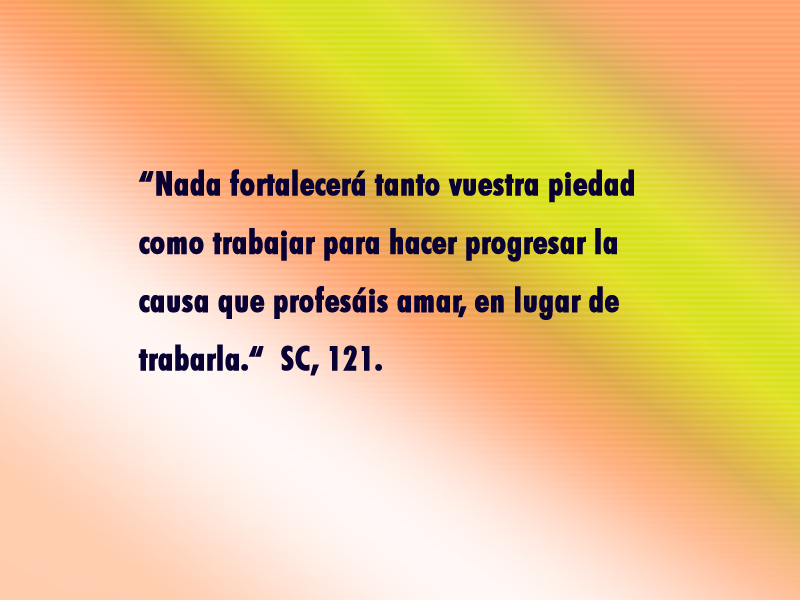 “Nada fortalecerá tanto vuestra piedad
como trabajar para hacer progresar la
causa que profesáis amar, en lugar de
trabarla.“ SC, 121.